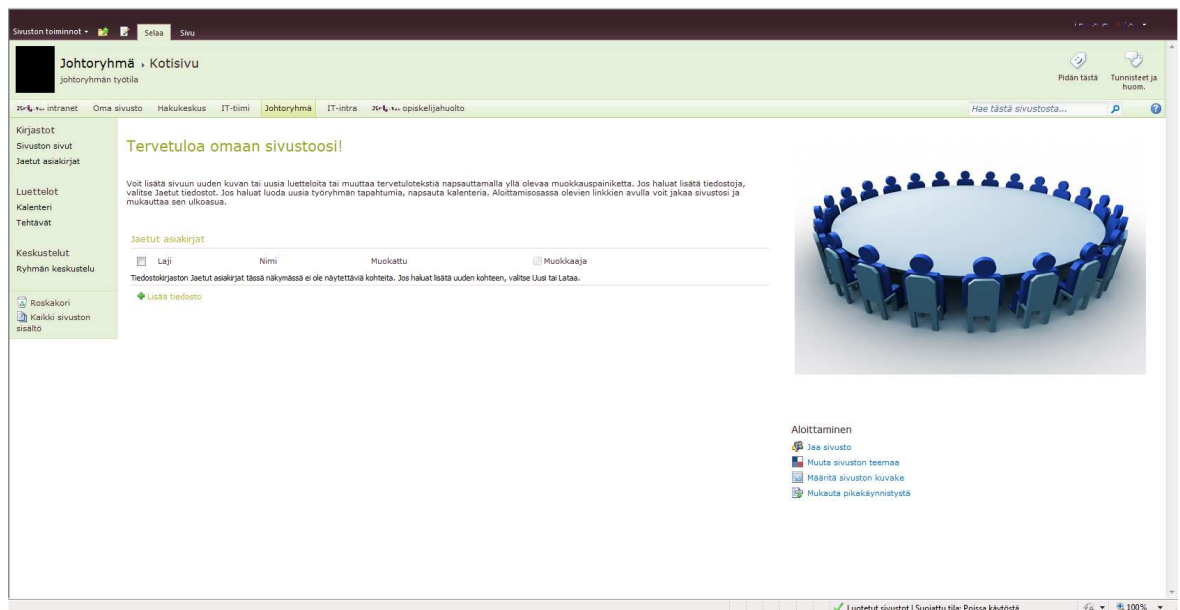 Sivuston toiminnot Selaa Sivu
Johtoryhmä Kotisivu
johtoryhmän työtila
Pidän tästä Tunnisteet ja huom.
intranet Oma sivusto Hakukeskus IT-tiimi Johtoryhmä IT-intra opiskelijahuolto Hae tästä sivustosta...
Kirjastot
Sivuston sivut
Jaetut asiakirjat
Luettelot
Kalenteri
Tehtävät
Keskustelut
Ryhmän keskustelu
Roskakori
Kaikki sivuston
sisältö
Tervetuloa omaan sivustoosi!
Voit lisätä sivuun uuden kuvan tai uusia luetteloita tai muuttaa tervetulotekstiä napsauttamalla yllä olevaa muokkauspainiketta. Jos haluat lisätä tiedostoja,
valitse Jaetut tiedostot. Jos haluat luoda uusia työryhmän tapahtumia, napsauta kalenteria. Aloittamisosassa olevien linkkien avulla voit jakaa sivustosi ja
mukauttaa sen ulkoasua.
Jaetut asiakirjat
Laji Nimi Muokattu Muokkaaja
Tiedostokirjaston Jaetut asiakirjat tässä näkymässä ei ole näytettäviä kohteita. Jos haluat lisätä uuden kohteen, valitse Uusi tai Lataa.
Lisää tiedosto
Aloittaminen
Jaa sivusto
Muuta sivuston teemaa
Määritä sivuston kuvake
Mukauta pikakäynnistystä
Luotetut sivustot | Suojattu tila: Poissa käytöstä 100%